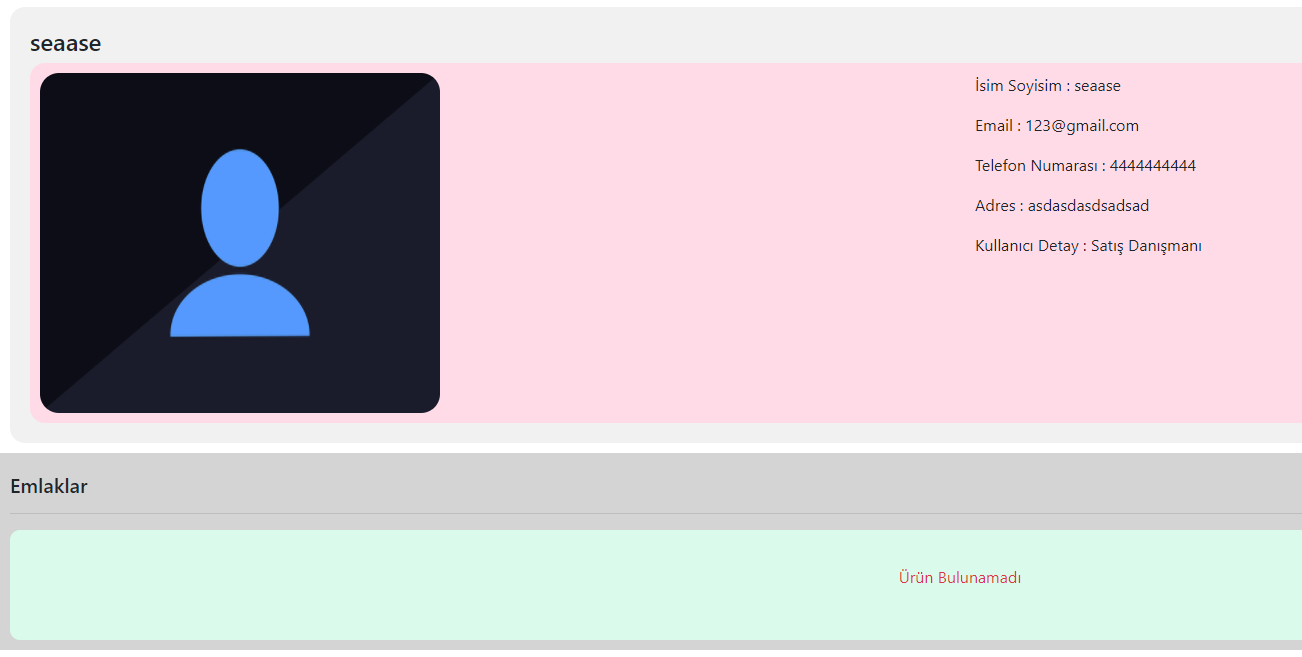 seaase
İsim Soyisim : seaase
Email : 123@gmail.com
Telefon Numarası : 4444444444
Adres : asdasdasdsadsad
Kullanıcı Detay : Satış Danışmanı
Emlaklar
Ürün Bulunamadı